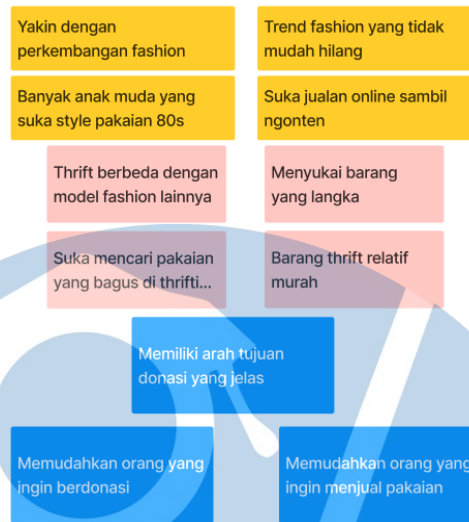 Yakin dengan
perkembangan fashion
Trend fashion yang tidak
mudah hilang
Banyak anak muda yang
suka style pakaian 80s
Suka jualan online sambil
ngonten
Thrift berbeda dengan
model fashion lainnya
Menyukai barang
yang langka
Suka mencari pakaian
yang bagus di thrifti...
Barang thrift relatif
murah
Memiliki arah tujuan
donasi yang jelas
Memudahkan orang yang
ingin berdonasi
Memudahkan orang yang
ingin menjual pakaian